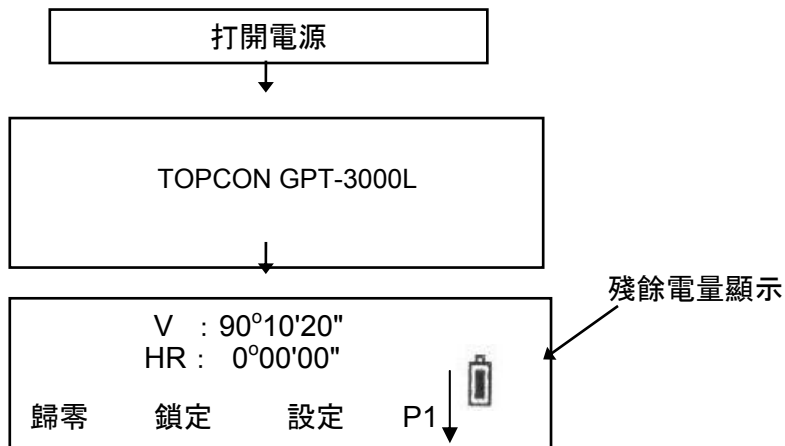 打開電源
TOPCON GPT-3000L
殘餘電量顯示
V : 90°10'20"
HR : 0°00'00"
歸零 鎖定 設定 P1